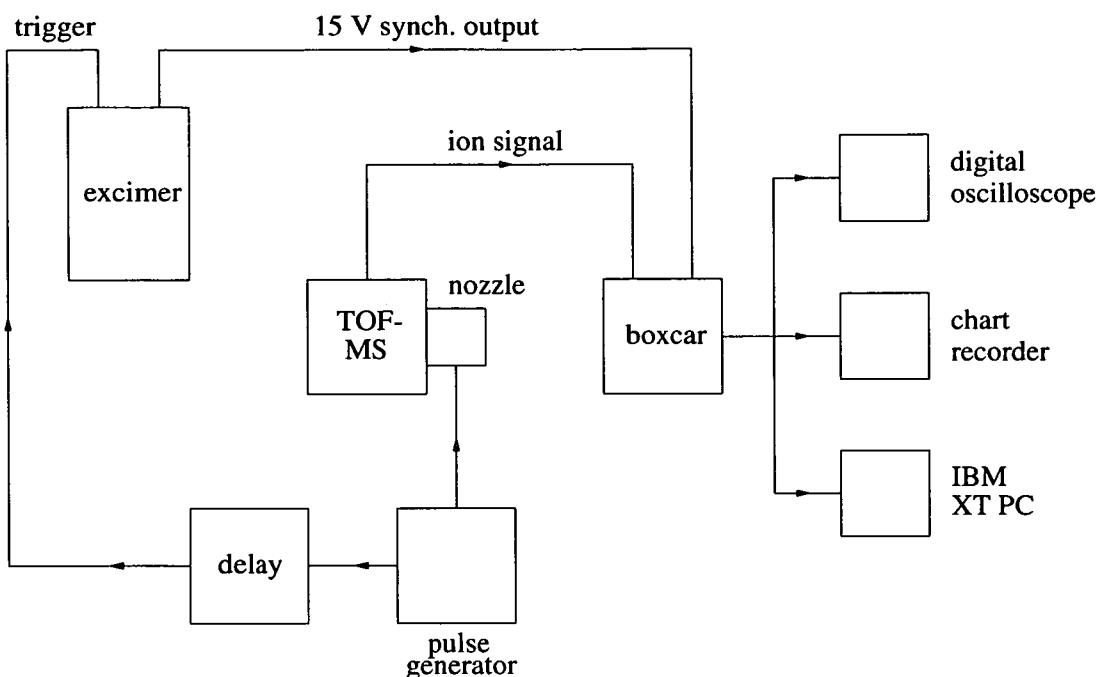 trigger
15 V synch. output
excimer
ion signal
digital
oscilloscope
nozzle
TOF-
MS
boxcar
chart
recorder
IBM
XT PC
delay
pulse
generator